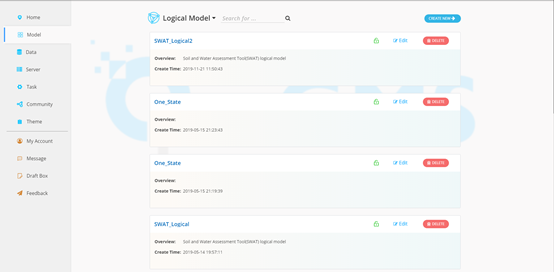 Home
Model
Data
Server
Task
Community
Theme
My Account
Message
Draft Box
Feedback
Logical Model
Search for ...
CREATE NEW
SWAT_Logical2
Edit
DELETE
Overview: Soil and Water Assessment Tool(SWAT) logical model
Create Time: 2019-11-21 11:50:45
One_State
Edit
DELETE
Overview:
Create Time: 2019-05-15 21:23:43
One_State
Edit
DELETE
Overview:
Create Time: 2019-05-15 21:19:39
SWAT_Logical
Edit
DELETE
Overview: Soil and Water Assessment Tool(SWAT) logical model
Create Time: 2019-05-14 19:57:11